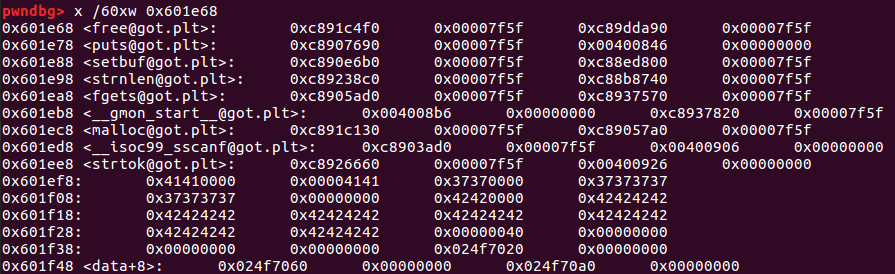 pwndbg> x /60xw 0x601e68
0x601e68 <free@got.plt>: 0xc891c4f0 0x00007f5f 0xc89dda90 0x00007f5f
0x601e78 <puts@got.plt>: 0xc8907690 0x00007f5f 0x00400846 0x00000000
0x601e88 <setbuf@got.plt>: 0xc890e6b0 0x00007f5f 0xc88ed800 0x00007f5f
0x601e98 <strnlen@got.plt>: 0xc89238c0 0x00007f5f 0xc88b8740 0x00007f5f
0x601ea8 <fgets@got.plt>: 0xc8905ad0 0x00007f5f 0xc8937570 0x00007f5f
0x601eb8 <__gmon_start__@got.plt>: 0x004008b6 0x00000000 0xc8937820 0x00007f5f
0x601ec8 <malloc@got.plt>: 0xc891c130 0x00007f5f 0xc89057a0 0x00007f5f
0x601ed8 <__isoc99_sscanf@got.plt>: 0xc8903ad0 0x00007f5f 0x00400906 0x00000000
0x601ee8 <strtok@got.plt>: 0xc8926660 0x00007f5f 0x00400926 0x00000000
0x601ef8: 0x41410000 0x00004141 0x37370000 0x37373737
0x601f08: 0x37373737 0x00000000 0x42420000 0x42424242
0x601f18: 0x42424242 0x42424242 0x42424242 0x42424242
0x601f28: 0x42424242 0x42424242 0x00000040 0x00000000
0x601f38: 0x00000000 0x00000000 0x024f7020 0x00000000
0x601f48 <data+8>: 0x024f7060 0x00000000 0x024f70a0 0x00000000